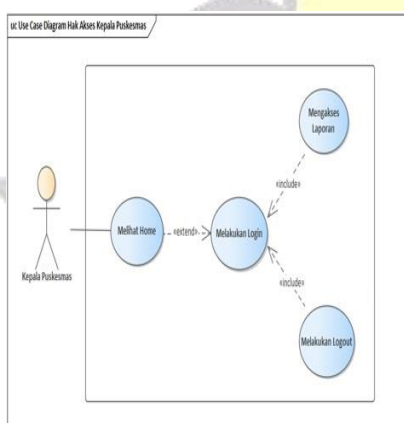 uc Use Case Diagram Hak Akses Kepala Puskesmas
Mengakses
Laporan
«include»
Melihat Home
«extend»
Melakukan Login
Kepala Puskesmas
«include»
Melakukan Logout